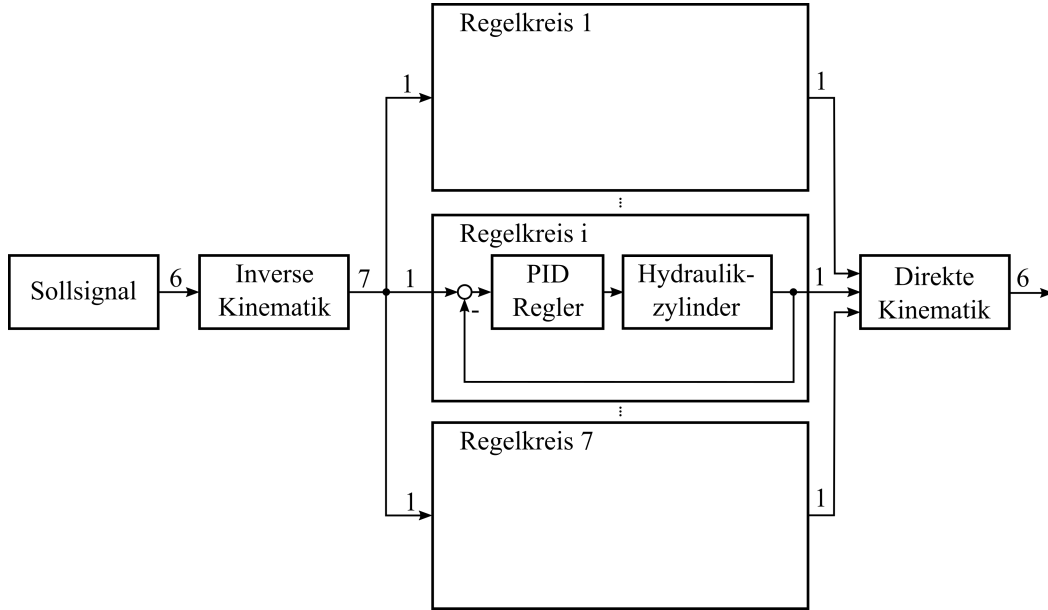 Regelkreis 1
1
1
Regelkreis i
Sollsignal
6
Inverse
Kinematik
7
1
-
PID
Regler
Hydraulik-
zylinder
1
Direkte
Kinematik
6
Regelkreis 7
1
1